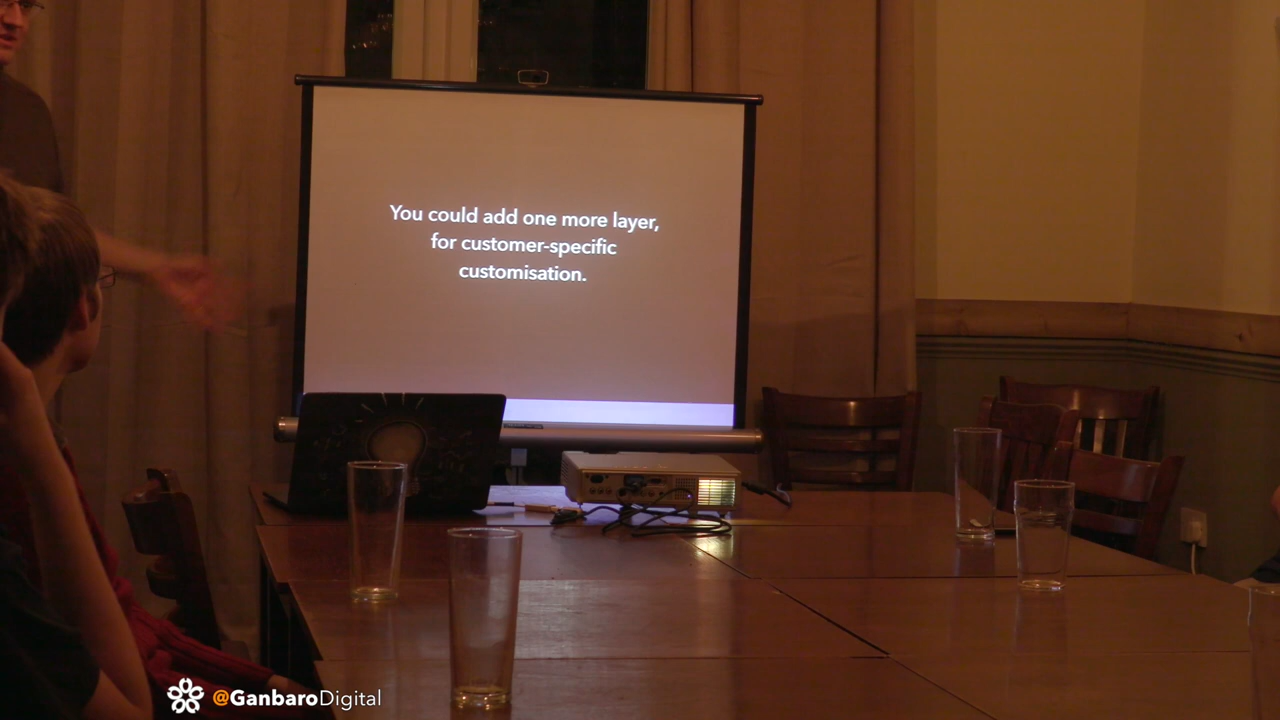 You could add one more layer,
for customer-specific
customisation.
@GanbaroDigital